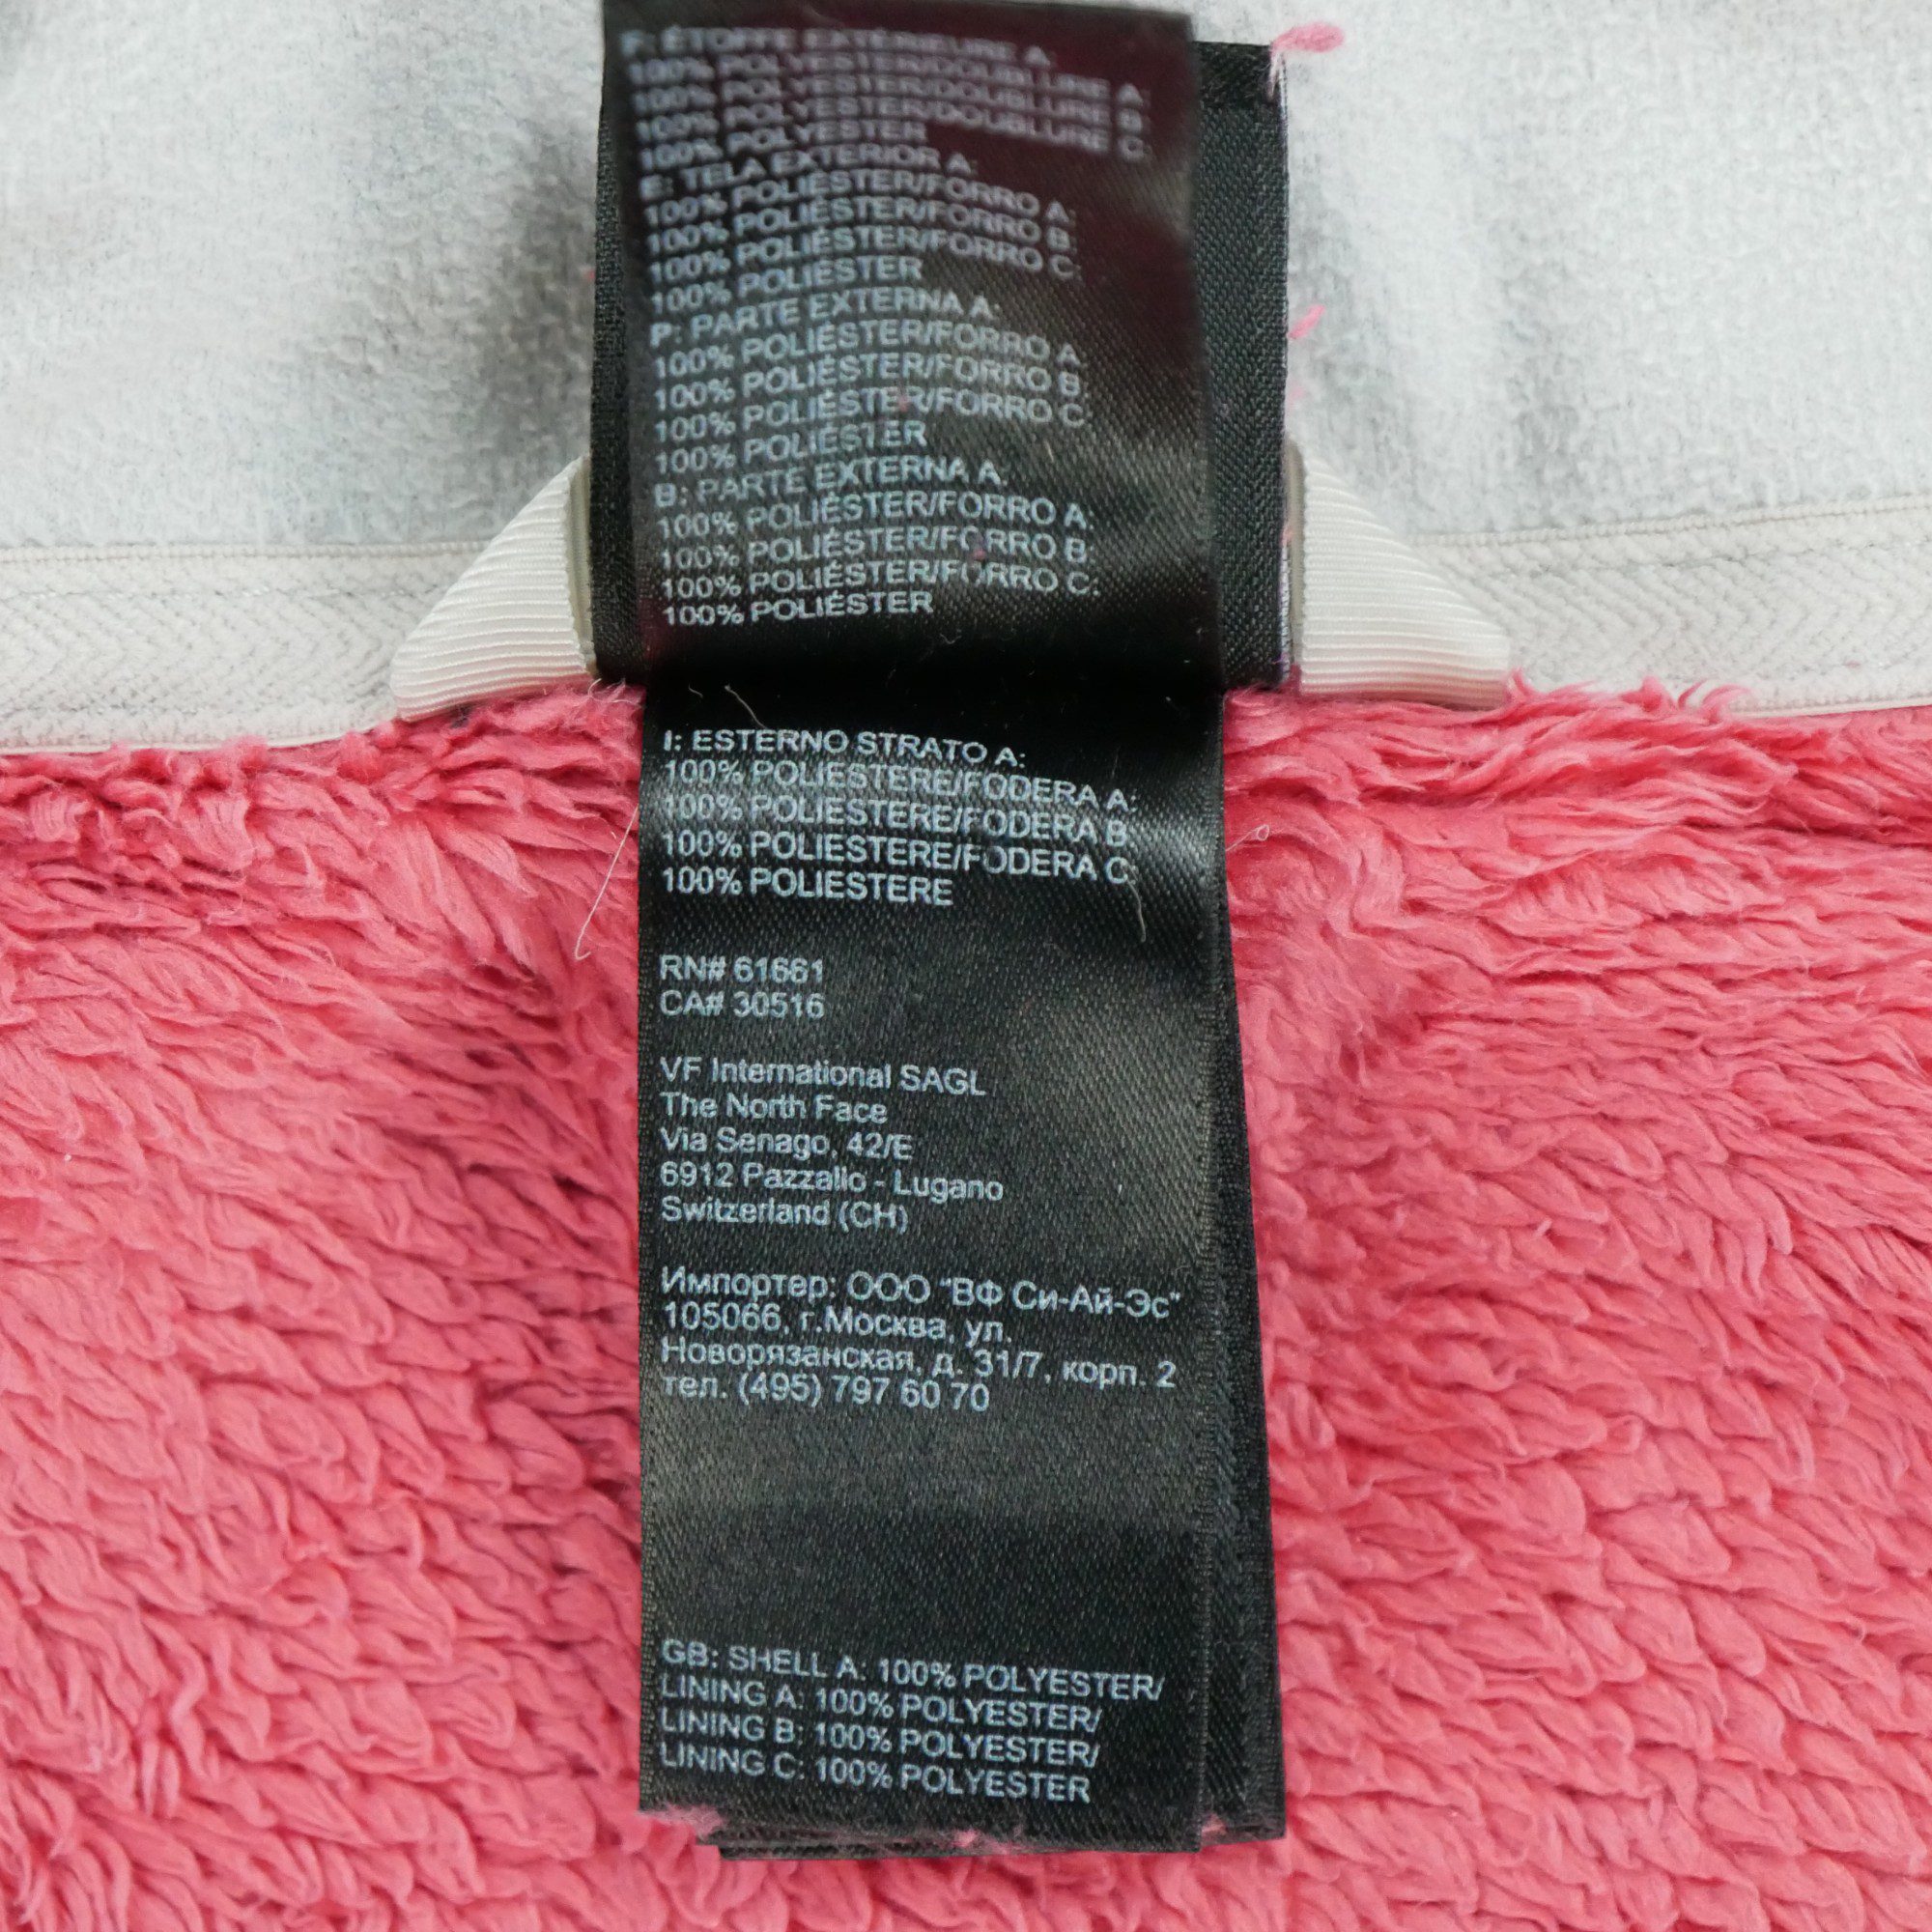 F: ÉTOFFE EXTÉRIEURE A:
100% POLYESTER/DOUBLURE A:
100% POLYESTER/DOUBLURE B:
100% POLYESTER/DOUBLURE C:
100% POLYESTER
E: TELA EXTERIOR A:
100% POLIÉSTER/FORRO A:
100% POLIÉSTER/FORRO B:
100% POLIÉSTER/FORRO C:
100% POLIÉSTER
P: PARTE EXTERNA A:
100% POLIÉSTER/FORRO A
100% POLIÉSTER/FORRO B:
100% POLIÉSTER/FORRO C:
100% POLIÉSTER
B: PARTE EXTERNA A
100% POLIÉSTER/FORRO A:
100% POLIÉSTER/FORRO B:
100% POLIÉSTER/FORRO C:
100% POLIÉSTER
I: ESTERNO STRATO A:
100% POLIESTERE/FODERA A:
100% POLIESTERE/FODERA B:
100% POLIESTERE/FODERA C:
100% POLIESTERE
RN# 61661
CA# 30516
VF International SAGL
The North Face
Via Senago, 42/E
6912 Pazzallo - Lugano
Switzerland (CH)
Импортер: ООО "ВФ Си-Ай-Эс"
105066, г.Москва, ул.
Новорязанская, д. 31/7, корп. 2
тел. (495) 797 60 70
GB: SHELL A: 100% POLYESTER/
LINING A: 100% POLYESTER/
LINING B: 100% POLYESTER/
LINING C: 100% POLYESTER